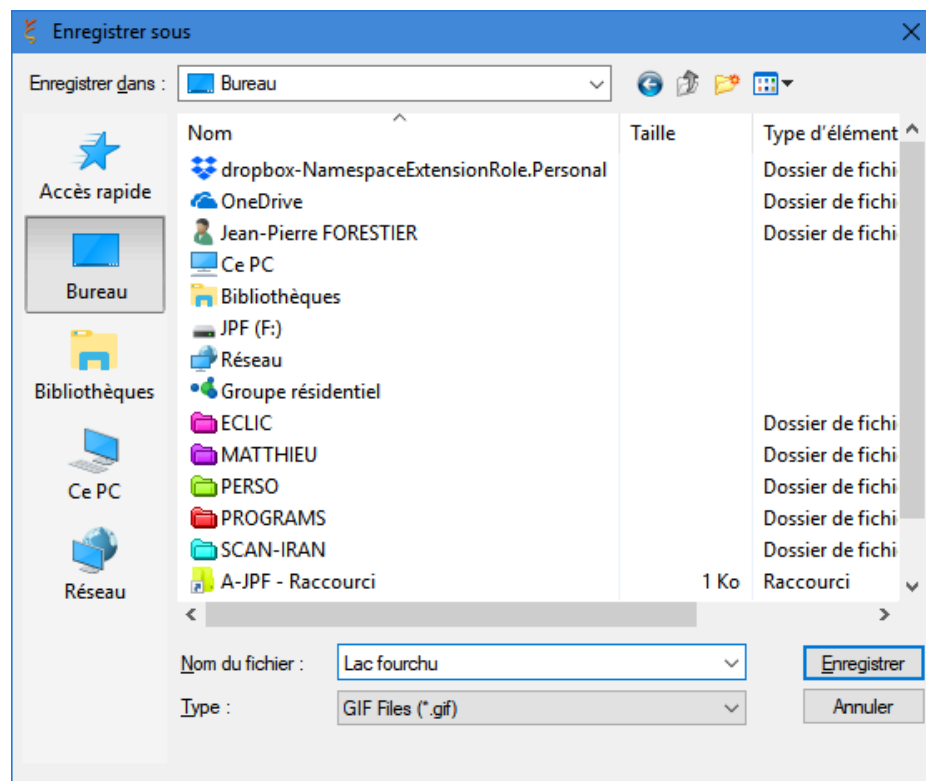 Enregistrer sous
Enregistrer dans : Bureau
Nom Taille Type d'élément
dropbox-NamespaceExtensionRole.Personal Dossier de fichi
OneDrive Dossier de fichi
Jean-Pierre FORESTIER Dossier de fichi
Ce PC
Bibliothèques
JPF (F:)
Réseau
Groupe résidentiel
ECLIC Dossier de fichi
MATTHIEU Dossier de fichi
PERSO Dossier de fichi
PROGRAMS Dossier de fichi
SCAN-IRAN Dossier de fichi
A-JPF - Raccourci 1 Ko Raccourci
Accès rapide
Bureau
Bibliothèques
Ce PC
Réseau
Nom du fichier : Lac fourchu Enregistrer
Type : GIF Files (*.gif) Annuler